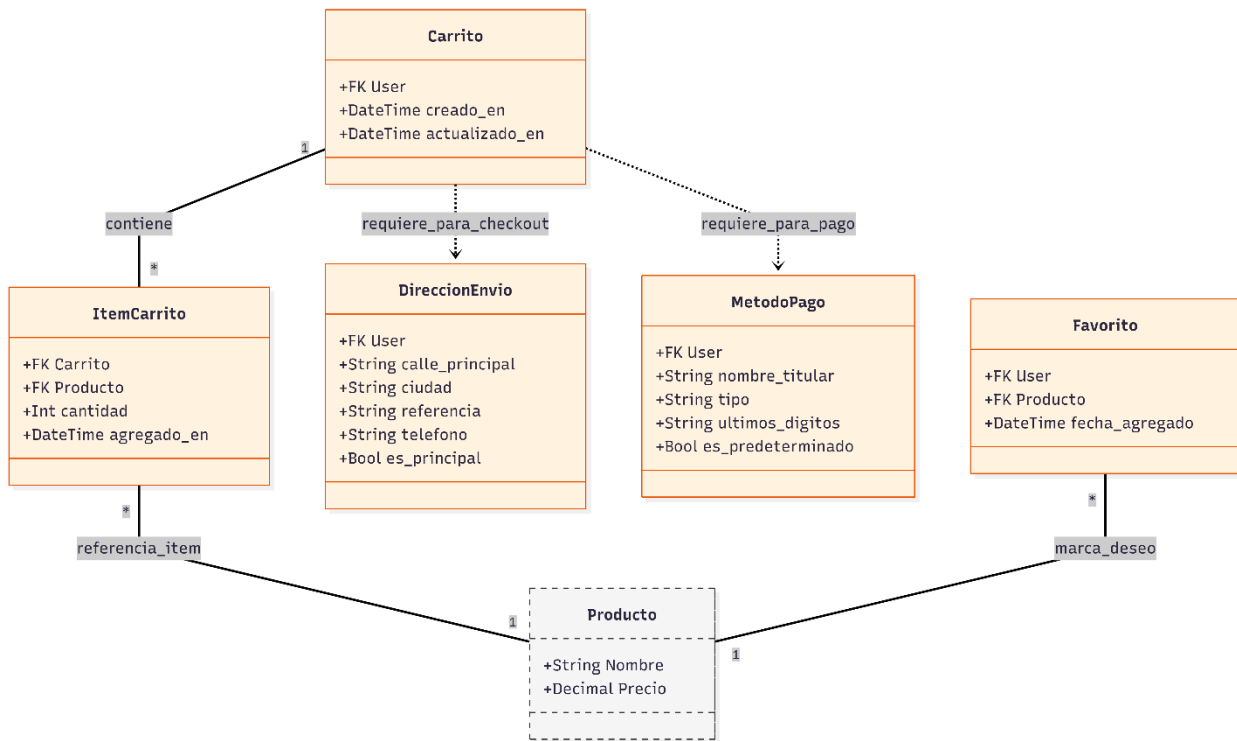 Carrito
+FK User
+DateTime creado_en
+DateTime actualizado_en
1
contiene
*
requiere_para_checkout
requiere_para_pago
ItemCarrito
+FK Carrito
+FK Producto
+Int cantidad
+DateTime agregado_en
DireccionEnvio
+FK User
+String calle_principal
+String ciudad
+String referencia
+String telefono
+Bool es_principal
MetodoPago
+FK User
+String nombre_titular
+String tipo
+String ultimos_digitos
+Bool es_predeterminado
Favorito
+FK User
+FK Producto
+DateTime fecha_agregado
*
referencia_item
1
*
marca_deseo
1
Producto
+String Nombre
+Decimal Precio